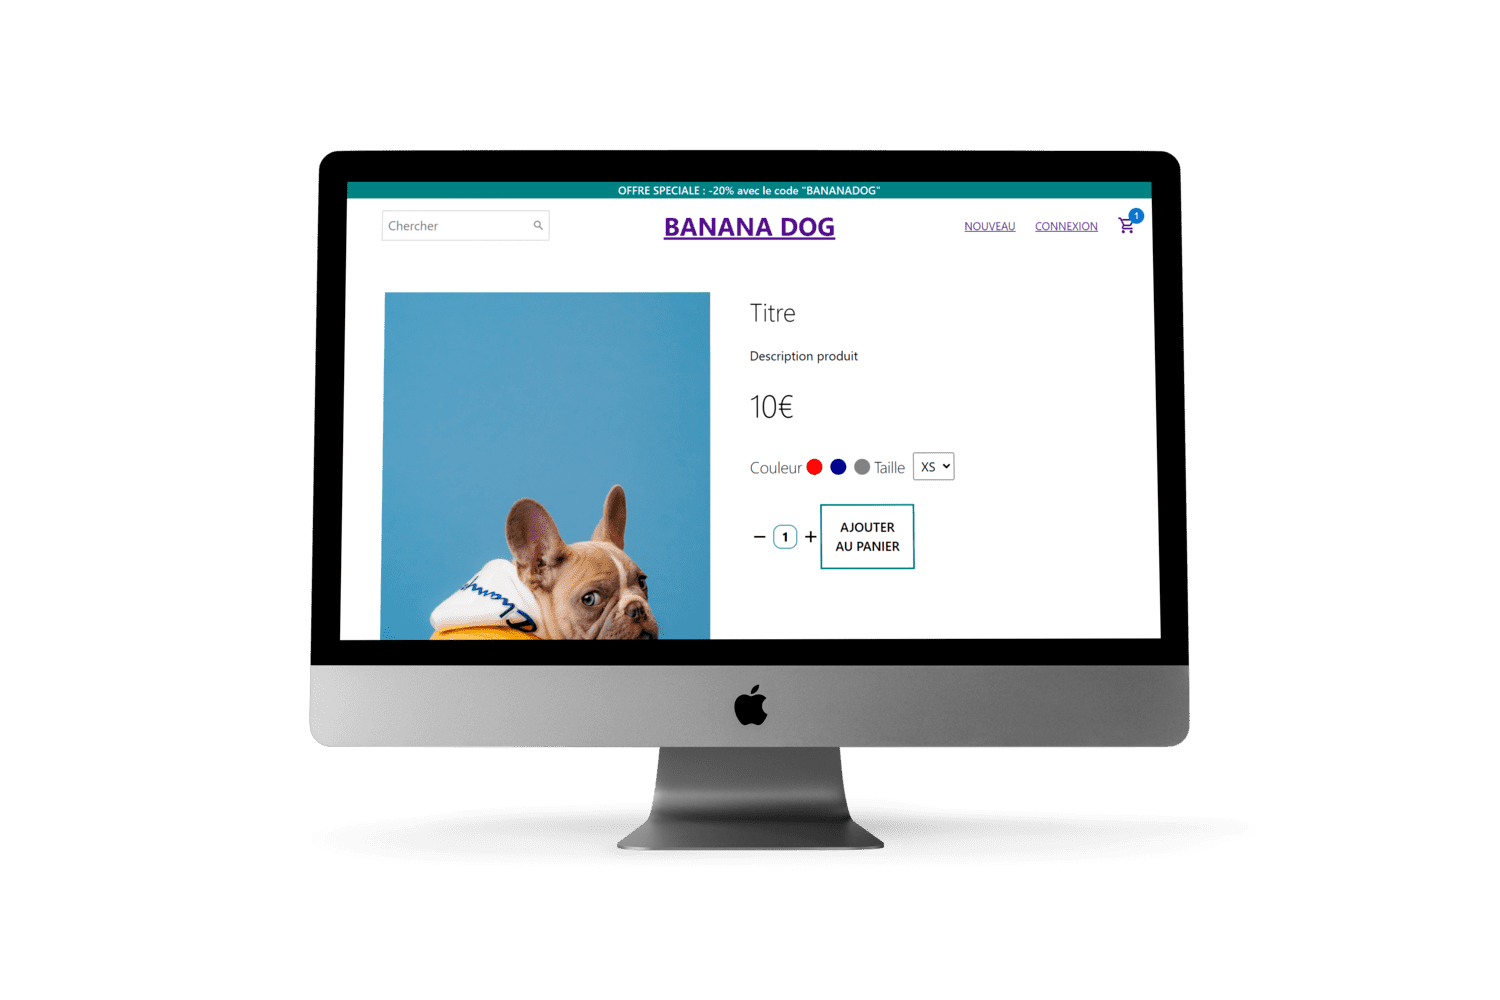 OFFRE SPECIALE : -20% avec le code "BANANADOG"
Chercher
BANANA DOG
NOUVEAU
CONNEXION
1
Titre
Description produit
10€
Couleur
Taille
XS
1
AJOUTER
AU PANIER
Champion